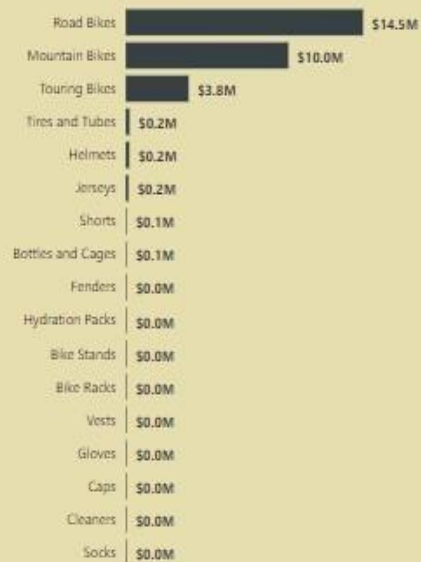 Road Bikes $14.5M
Mountain Bikes $10.0M
Touring Bikes $3.8M
Tires and Tubes $0.2M
Helmets $0.2M
Jerseys $0.2M
Shorts $0.1M
Bottles and Cages $0.1M
Fenders $0.0M
Hydration Packs $0.0M
Bike Stands $0.0M
Bike Racks $0.0M
Vests $0.0M
Gloves $0.0M
Caps $0.0M
Cleaners $0.0M
Socks $0.0M